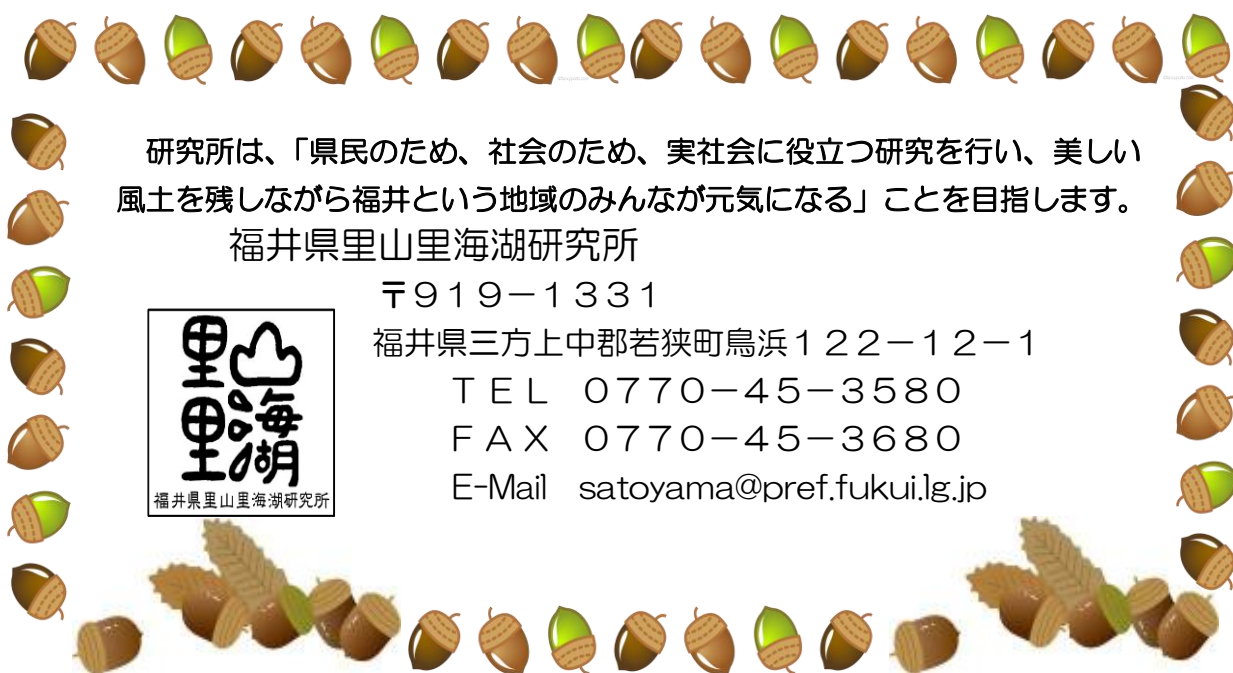 研究所は、「県民のため、社会のため、実社会に役立つ研究を行い、美しい
風土を残しながら福井という地域のみんなが元気になる」ことを目指します。
福井県里山里海湖研究所
〒９１９－１３３１
福井県三方上中郡若狭町鳥浜１２２－１２－１
ＴＥＬ　０７７０－４５－３５８０
ＦＡＸ　０７７０－４５－３６８０
E-Mail　satoyama@pref.fukui.lg.jp
里山
里海湖
福井県里山里海湖研究所